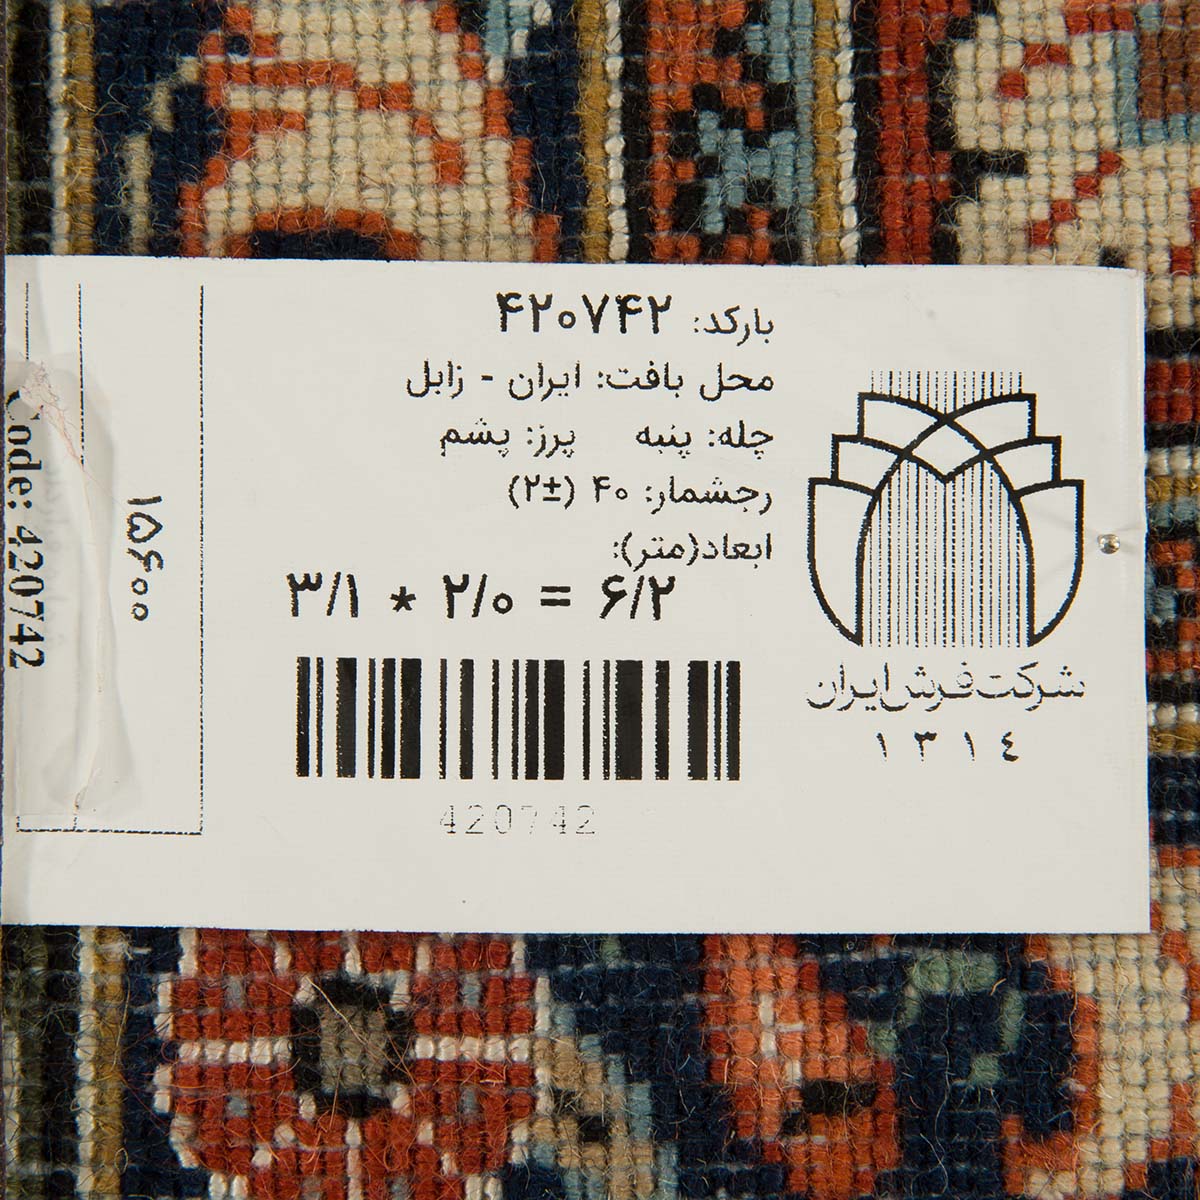 بارکد: ۴۲۰۷۴۲
محل بافت: ایران - زابل
چله: پنبه پرز: پشم
رجشمار: ۴۰ (±۲)
ابعاد(متر):
۳/۱ * ۲/۰ = ۶/۲
420742
شرکت فرش ایران
١٣١٤
۱۵۶۰۰
Code: 420742